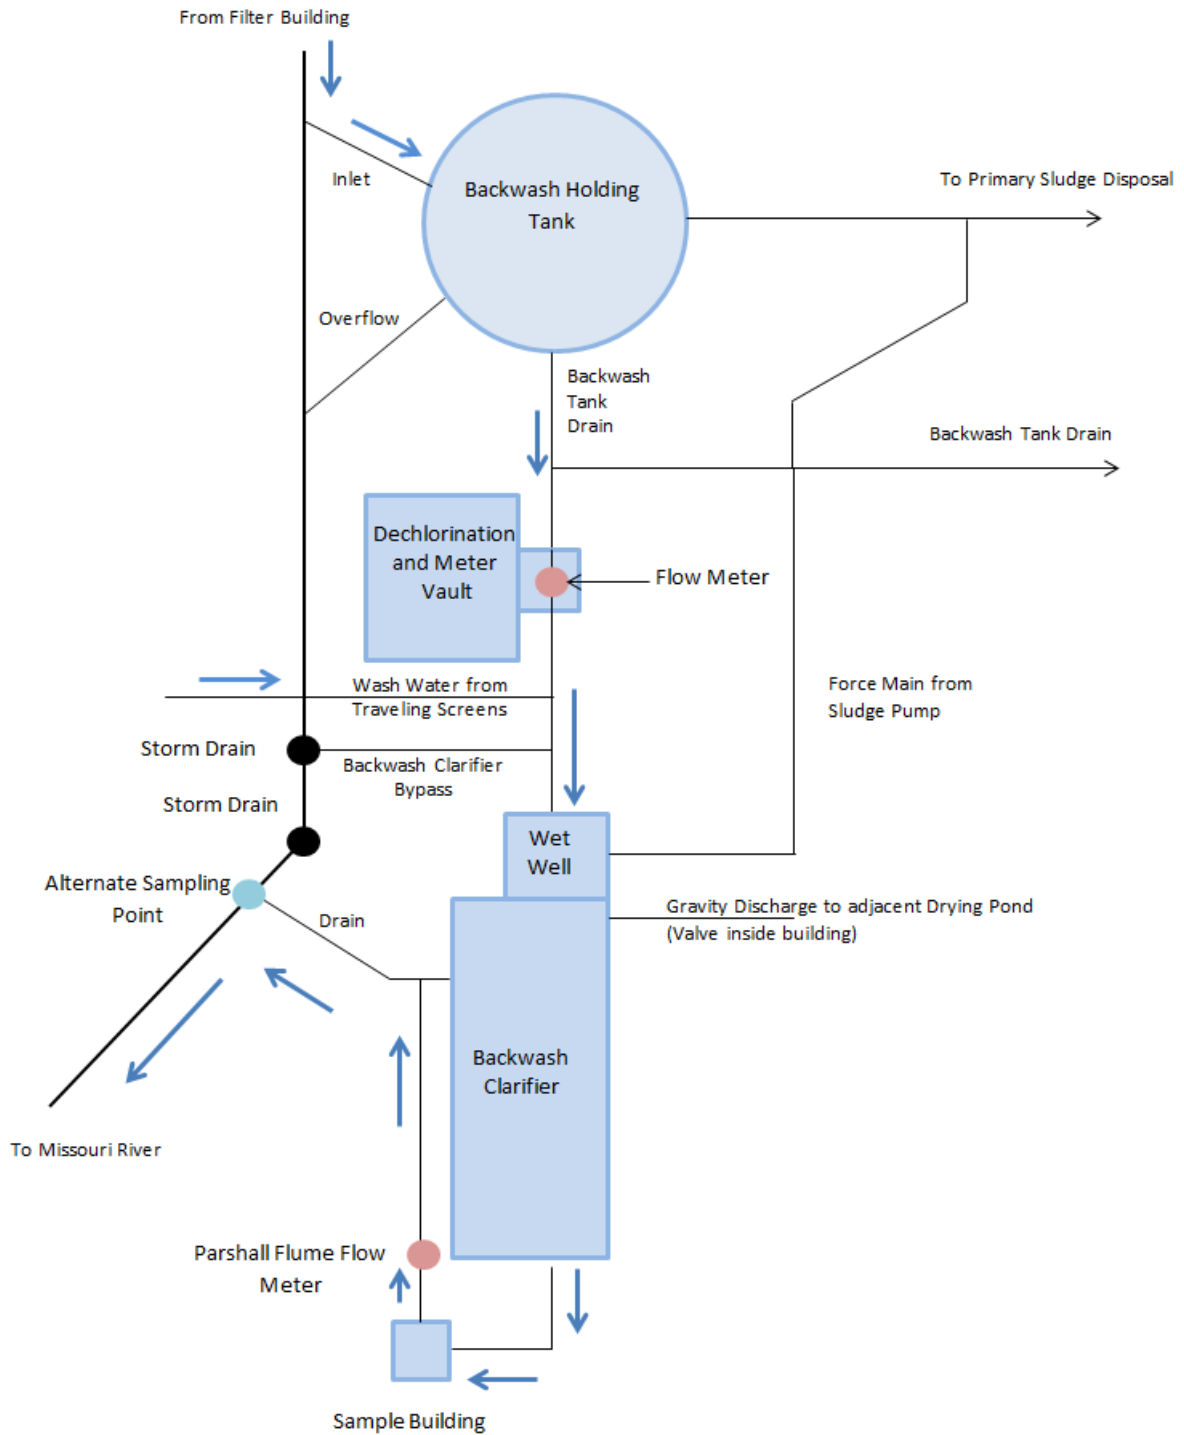 From Filter Building
Inlet
Backwash Holding
Tank
To Primary Sludge Disposal
Overflow
Backwash
Tank
Drain
Backwash Tank Drain
Dechlorination
and Meter
Vault
Flow Meter
Wash Water from
Traveling Screens
Force Main from
Sludge Pump
Storm Drain
Backwash Clarifier
Bypass
Storm Drain
Wet
Well
Alternate Sampling
Point
Drain
Gravity Discharge to adjacent Drying Pond
(Valve inside building)
Backwash
Clarifier
To Missouri River
Parshall Flume Flow
Meter
Sample Building